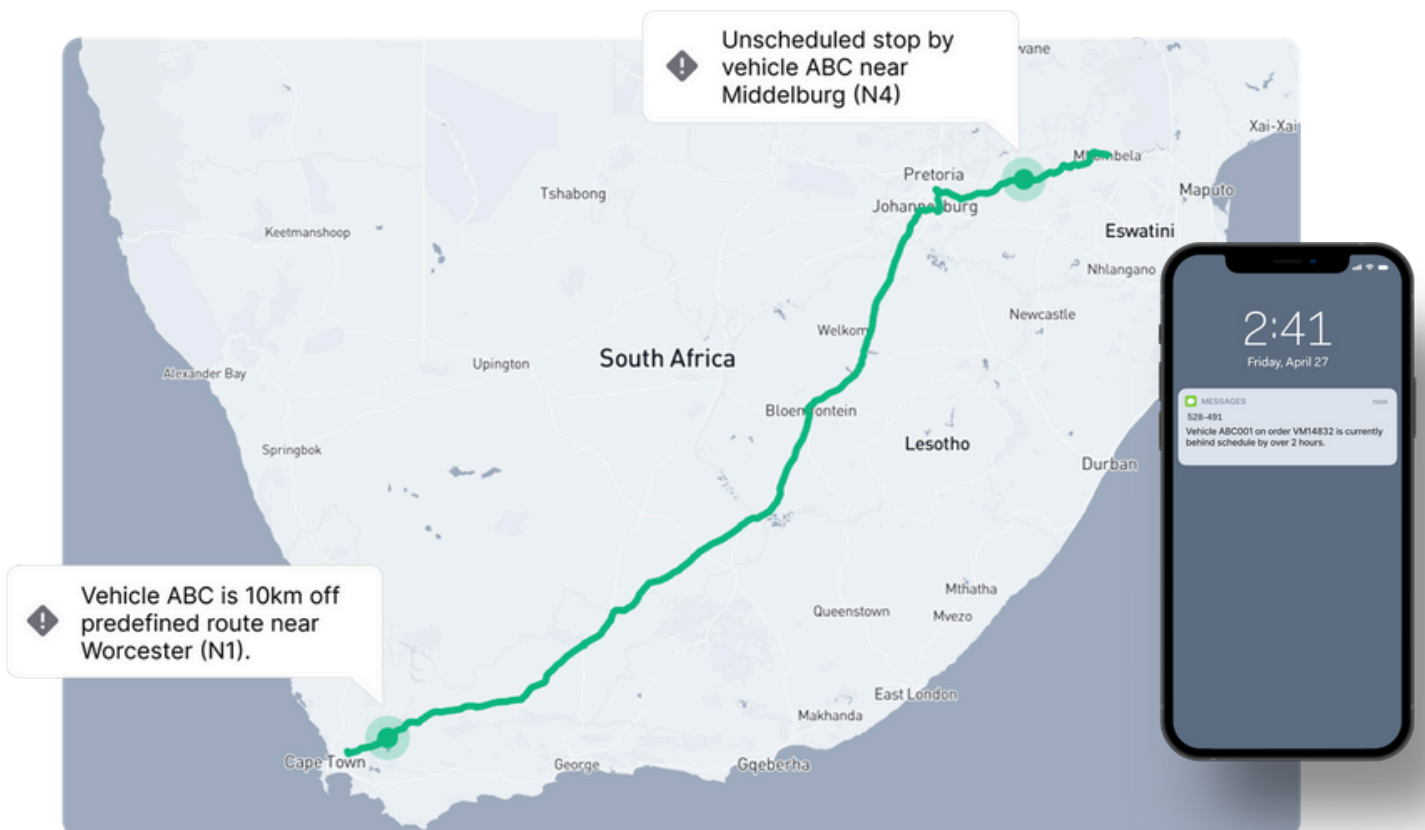 Unscheduled stop by
vehicle ABC near
Middelburg (N4)
wane
Xai-Xai
Mbombela
Pretoria
Tshabong
Maputo
Johannesburg
Keetmanshoop
Eswatini
Nhlangano
Newcastle
Welkom
South Africa
Upington
Alexander Bay
Bloemfontein
Lesotho
Springbok
Durban
2:41
Friday, April 27
MESSAGES now
528-491
Vehicle ABC001 on order VM14832 is currently
behind schedule by over 2 hours.
Vehicle ABC is 10km off
predefined route near
Worcester (N1).
Mthatha
Queenstown
Mvezo
East London
Makhanda
Cape Town
George
Gqeberha